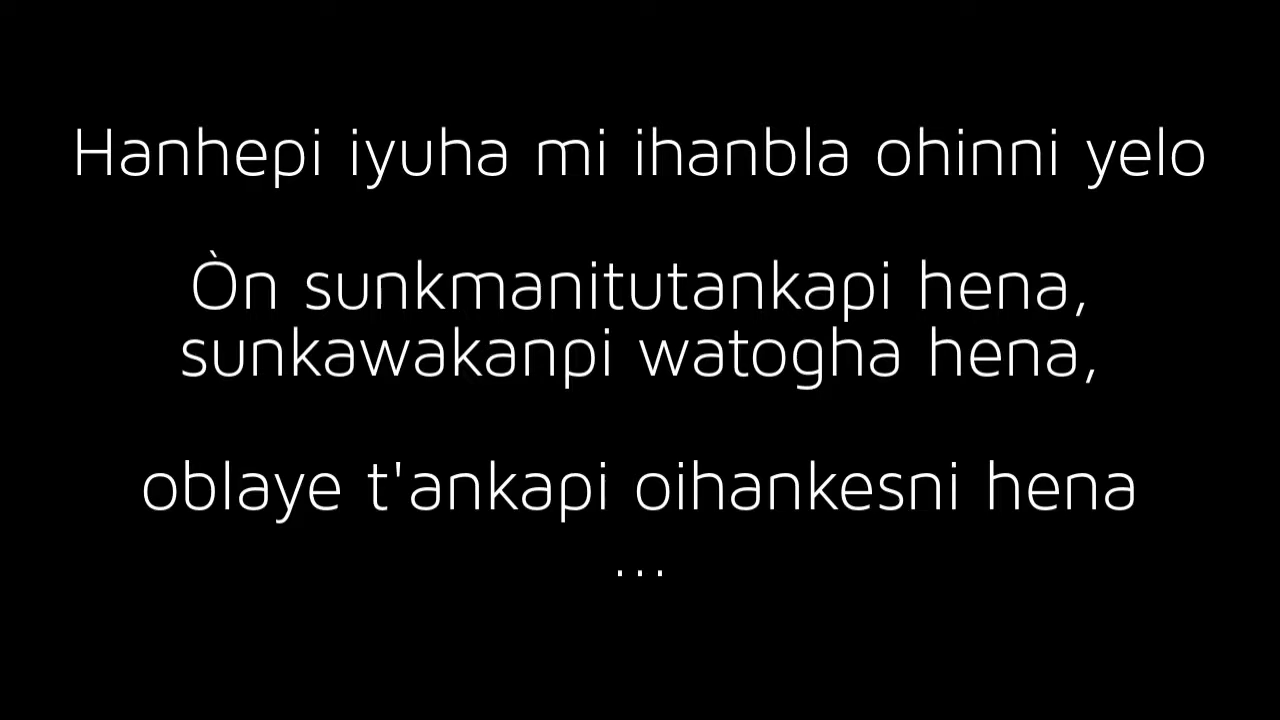 Hanhepi iyuha mi ihanbla ohinni yelo
Òn sunkmanitutankapi hena,
sunkawakanpi watogha hena,
oblaye t'ankapi oihankesni hena
...